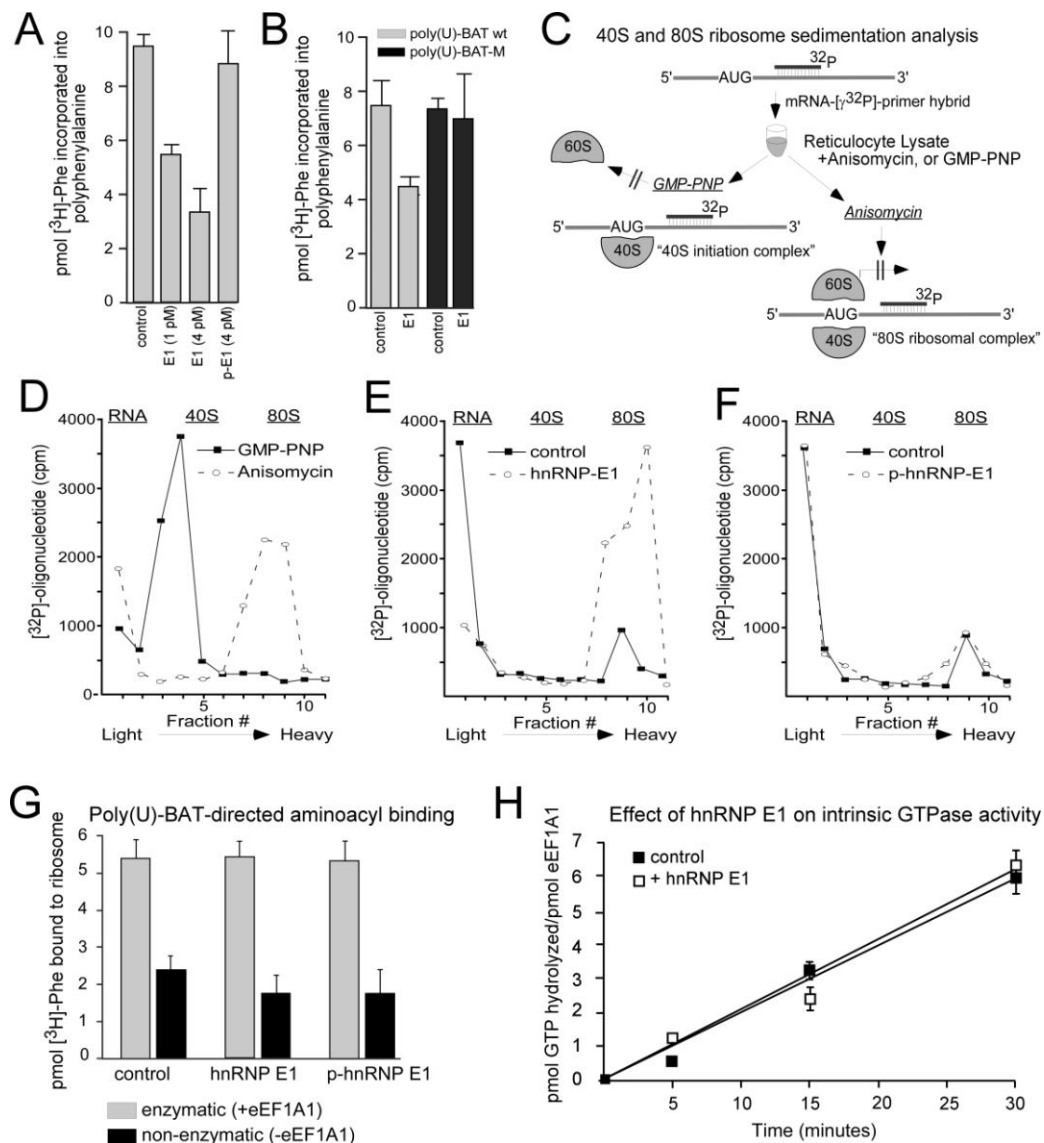 A
pmol [³H]-Phe incorporated into
polyphenylalanine
10
8
6
4
2
0
control
E1 (1 pM)
E1 (4 pM)
p-E1 (4 pM)
B
poly(U)-BAT wt
poly(U)-BAT-M
pmol [³H]-Phe incorporated into
polyphenylalanine
10
8
6
4
2
0
control
E1
control
E1
C
40S and 80S ribosome sedimentation analysis
32P
5' AUG 3'
mRNA-[γ32P]-primer hybrid
Reticulocyte Lysate
+Anisomycin, or GMP-PNP
60S
GMP-PNP
Anisomycin
32P
5' AUG 3'
40S "40S initiation complex"
60S
32P
5' AUG 3'
40S "80S ribosomal complex"
D
RNA 40S 80S
GMP-PNP
Anisomycin
[32P]-oligonucleotide (cpm)
4000
3000
2000
1000
0
5 10
Fraction #
Light Heavy
E
RNA 40S 80S
control
hnRNP-E1
[32P]-oligonucleotide (cpm)
4000
3000
2000
1000
5 10
Fraction #
Light Heavy
F
RNA 40S 80S
control
p-hnRNP-E1
[32P]-oligonucleotide (cpm)
4000
3000
2000
1000
5 10
Fraction #
Light Heavy
G
Poly(U)-BAT-directed aminoacyl binding
pmol [³H]-Phe bound to ribosome
6
5
4
3
2
1
0
control hnRNP E1 p-hnRNP E1
enzymatic (+eEF1A1)
non-enzymatic (-eEF1A1)
H
Effect of hnRNP E1 on intrinsic GTPase activity
control
+ hnRNP E1
pmol GTP hydrolyzed/pmol eEF1A1
7
6
5
4
3
2
1
0
5 10 15 20 25 30
Time (minutes)